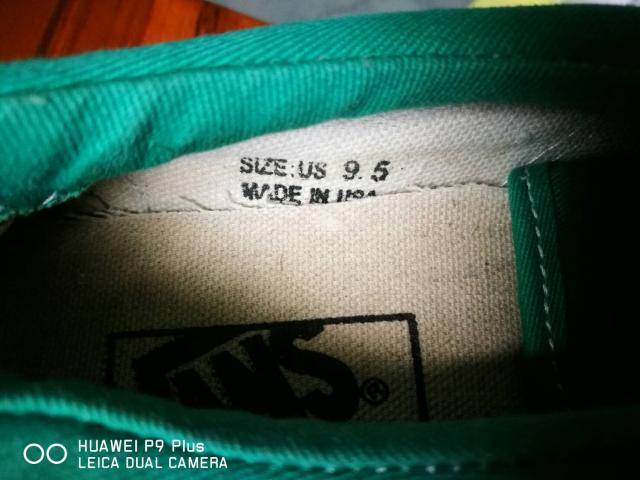 SIZE: US 9.5
MADE IN USA
VANS®
HUAWEI P9 Plus
LEICA DUAL CAMERA